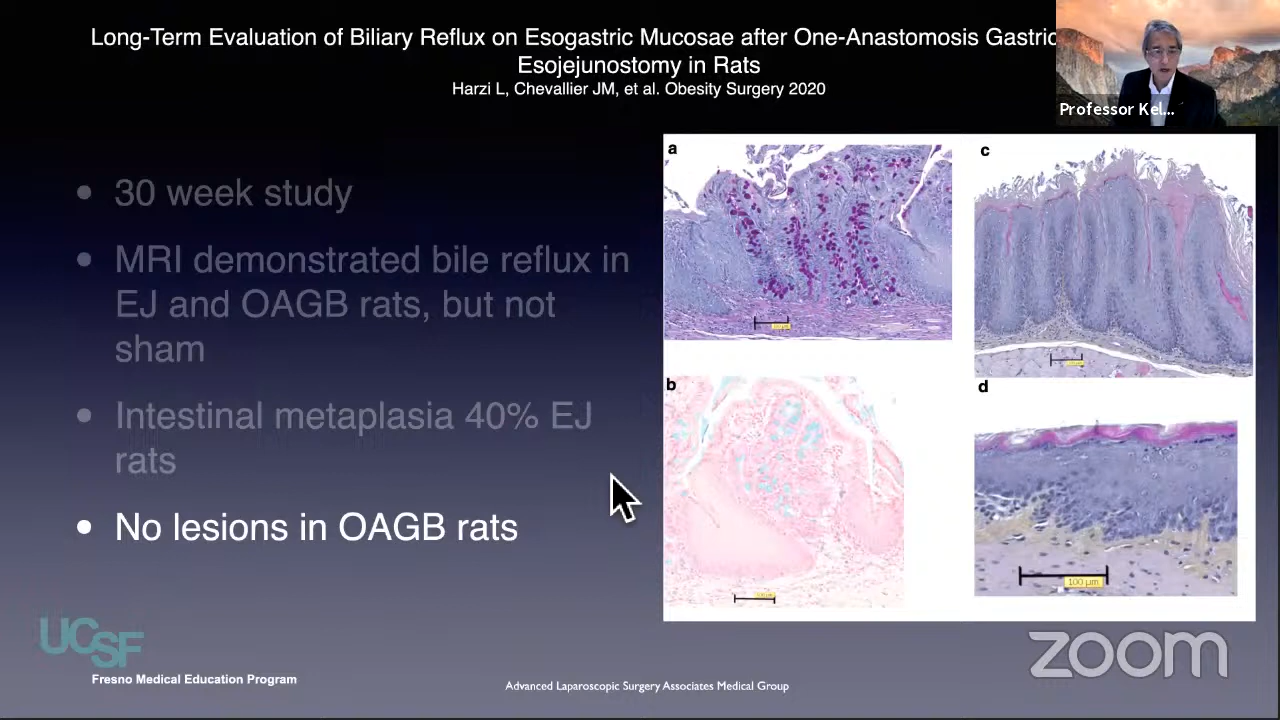 Long-Term Evaluation of Biliary Reflux on Esogastric Mucosae after One-Anastomosis Gastric
Esojejunostomy in Rats
Harzi L, Chevallier JM, et al. Obesity Surgery 2020
Professor Kel...
• 30 week study
• MRI demonstrated bile reflux in
EJ and OAGB rats, but not
sham
• Intestinal metaplasia 40% EJ
rats
• No lesions in OAGB rats
a
c
b
d
100 µm
UCSF
Fresno Medical Education Program
Advanced Laparoscopic Surgery Associates Medical Group
zoom